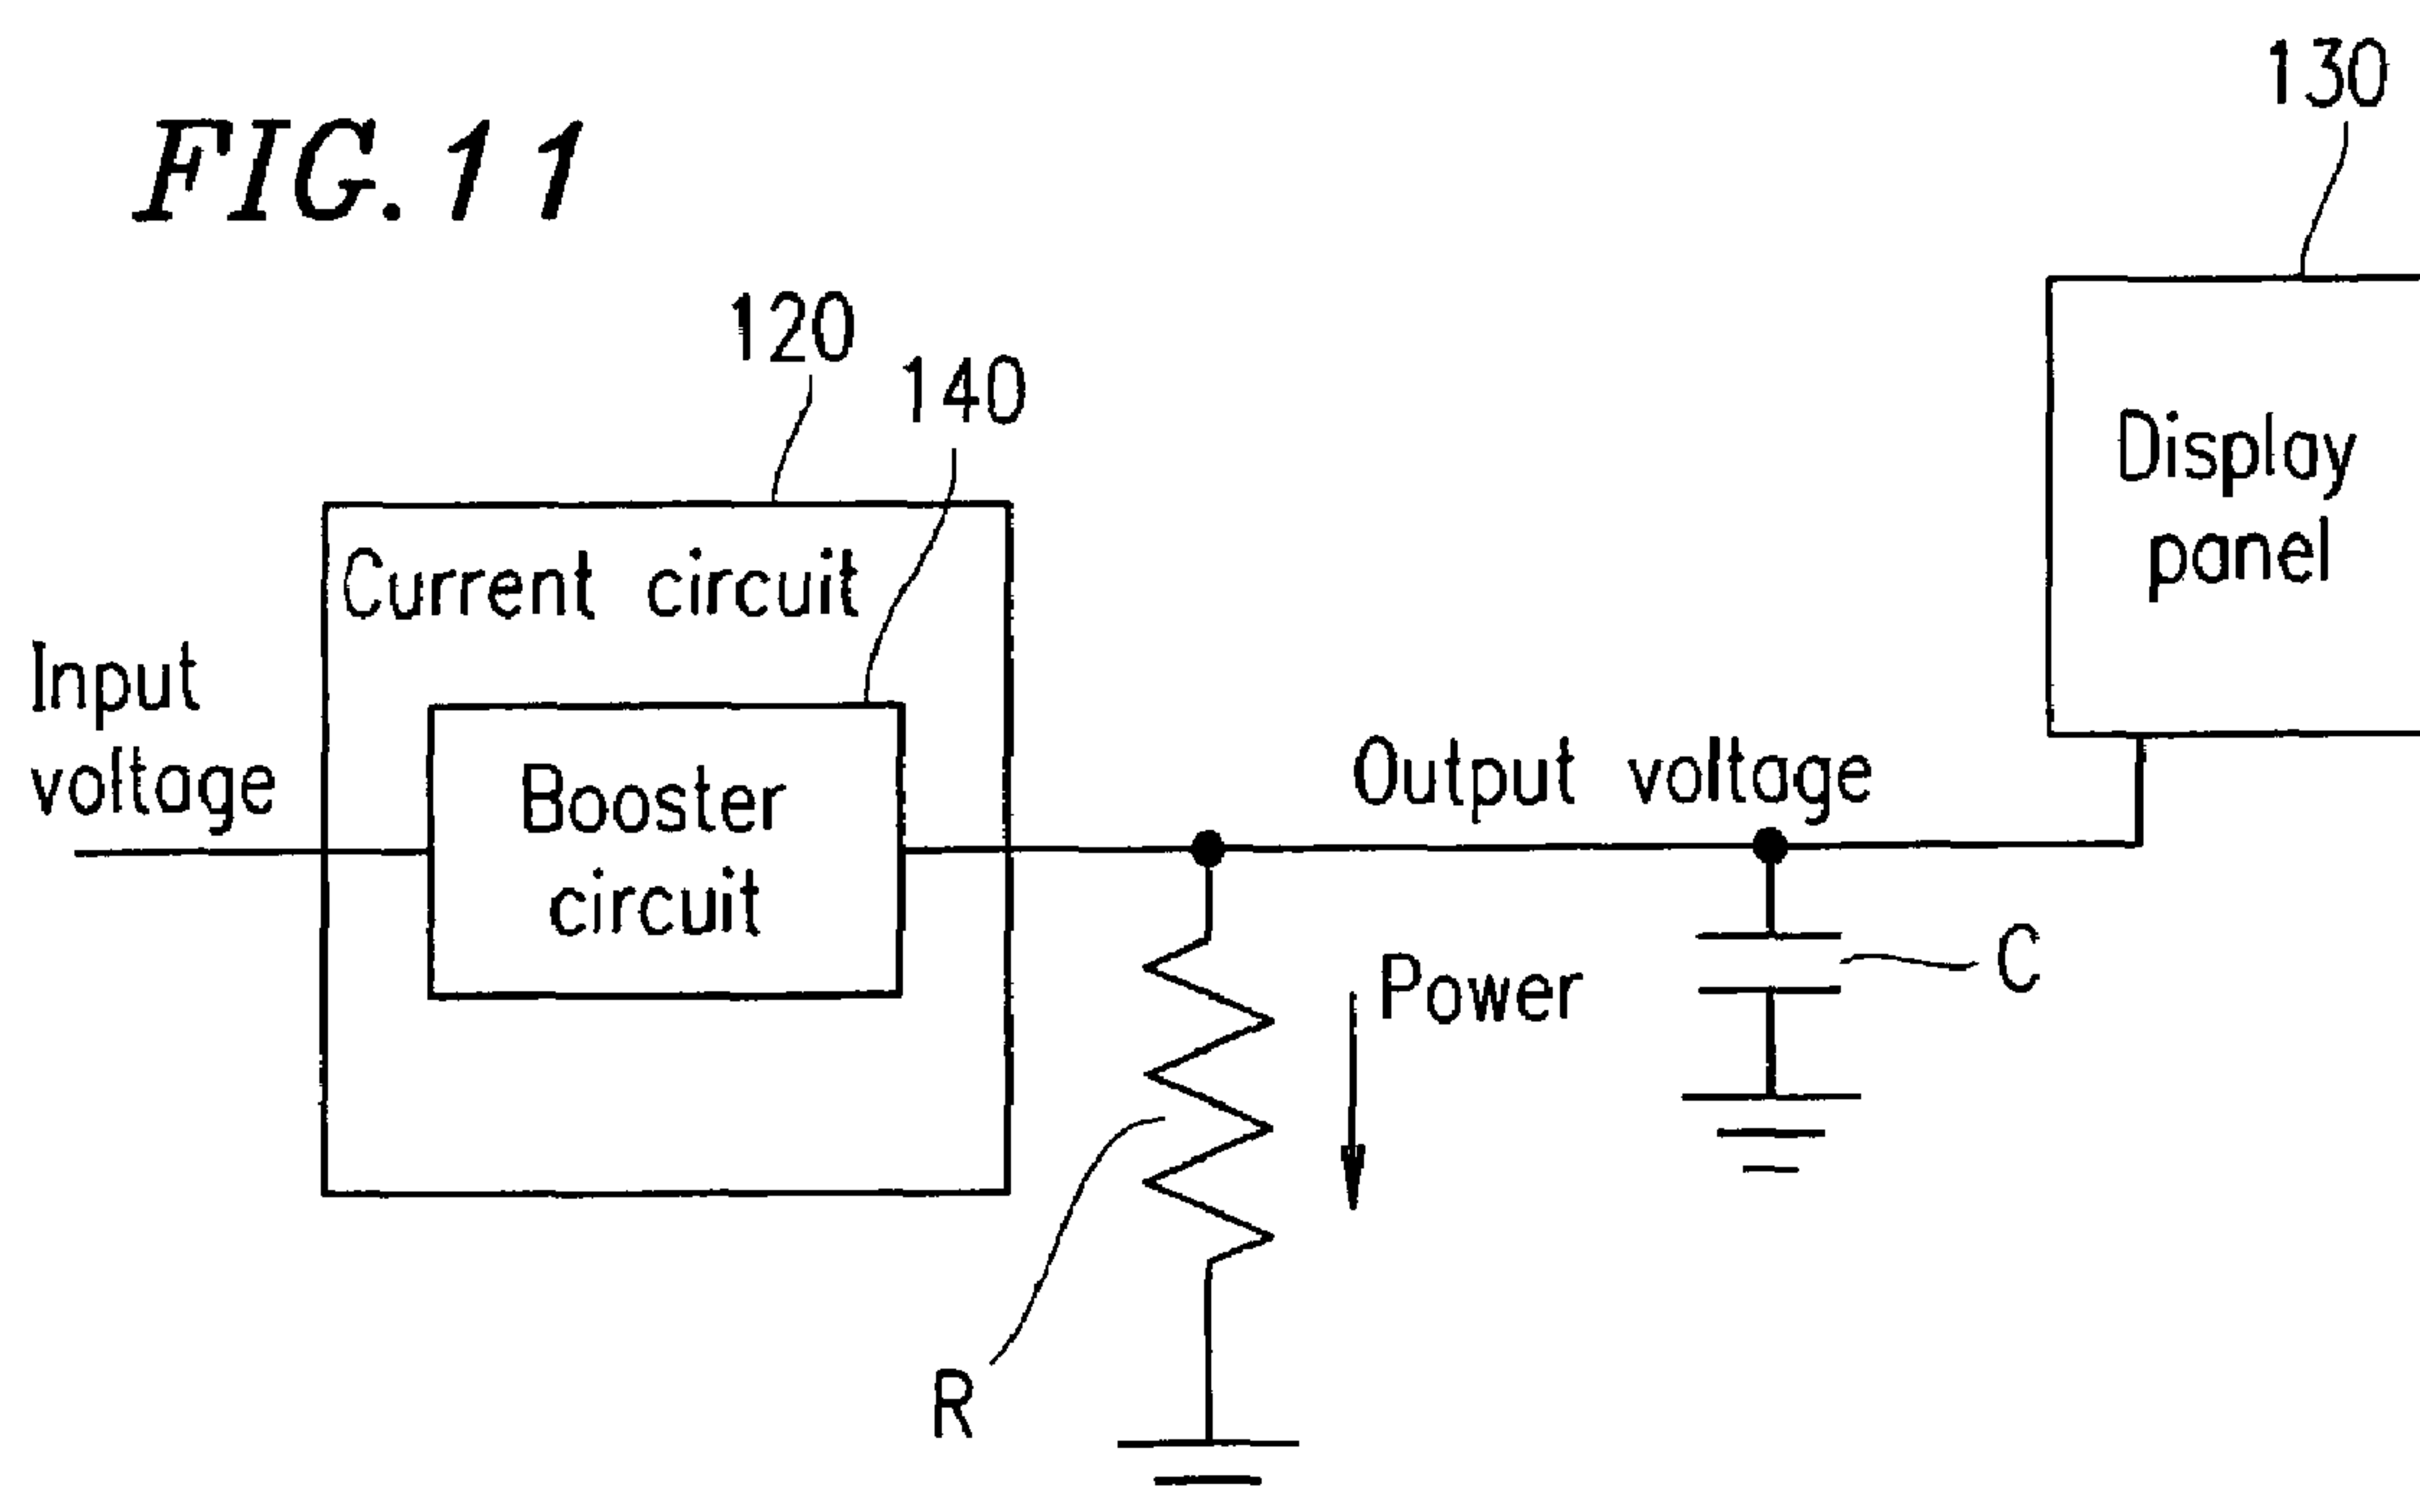 FIG. 11
130
120
140
Display
panel
Current circuit
Input
voltage
Booster
circuit
Output voltage
Power
C
R